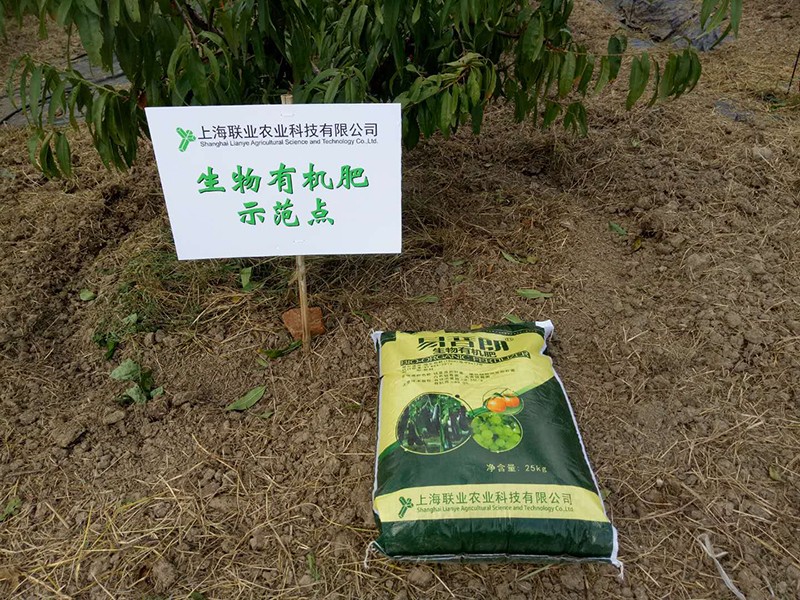 上海联业农业科技有限公司
Shanghai Lianye Agricultural Science and Technology Co.,Ltd.
生物有机肥
示范点
生物有机肥
BIO-ORGANIC FERTILIZER
净含量：25kg
上海联业农业科技有限公司
Shanghai Lianye Agricultural Science and Technology Co.,Ltd.